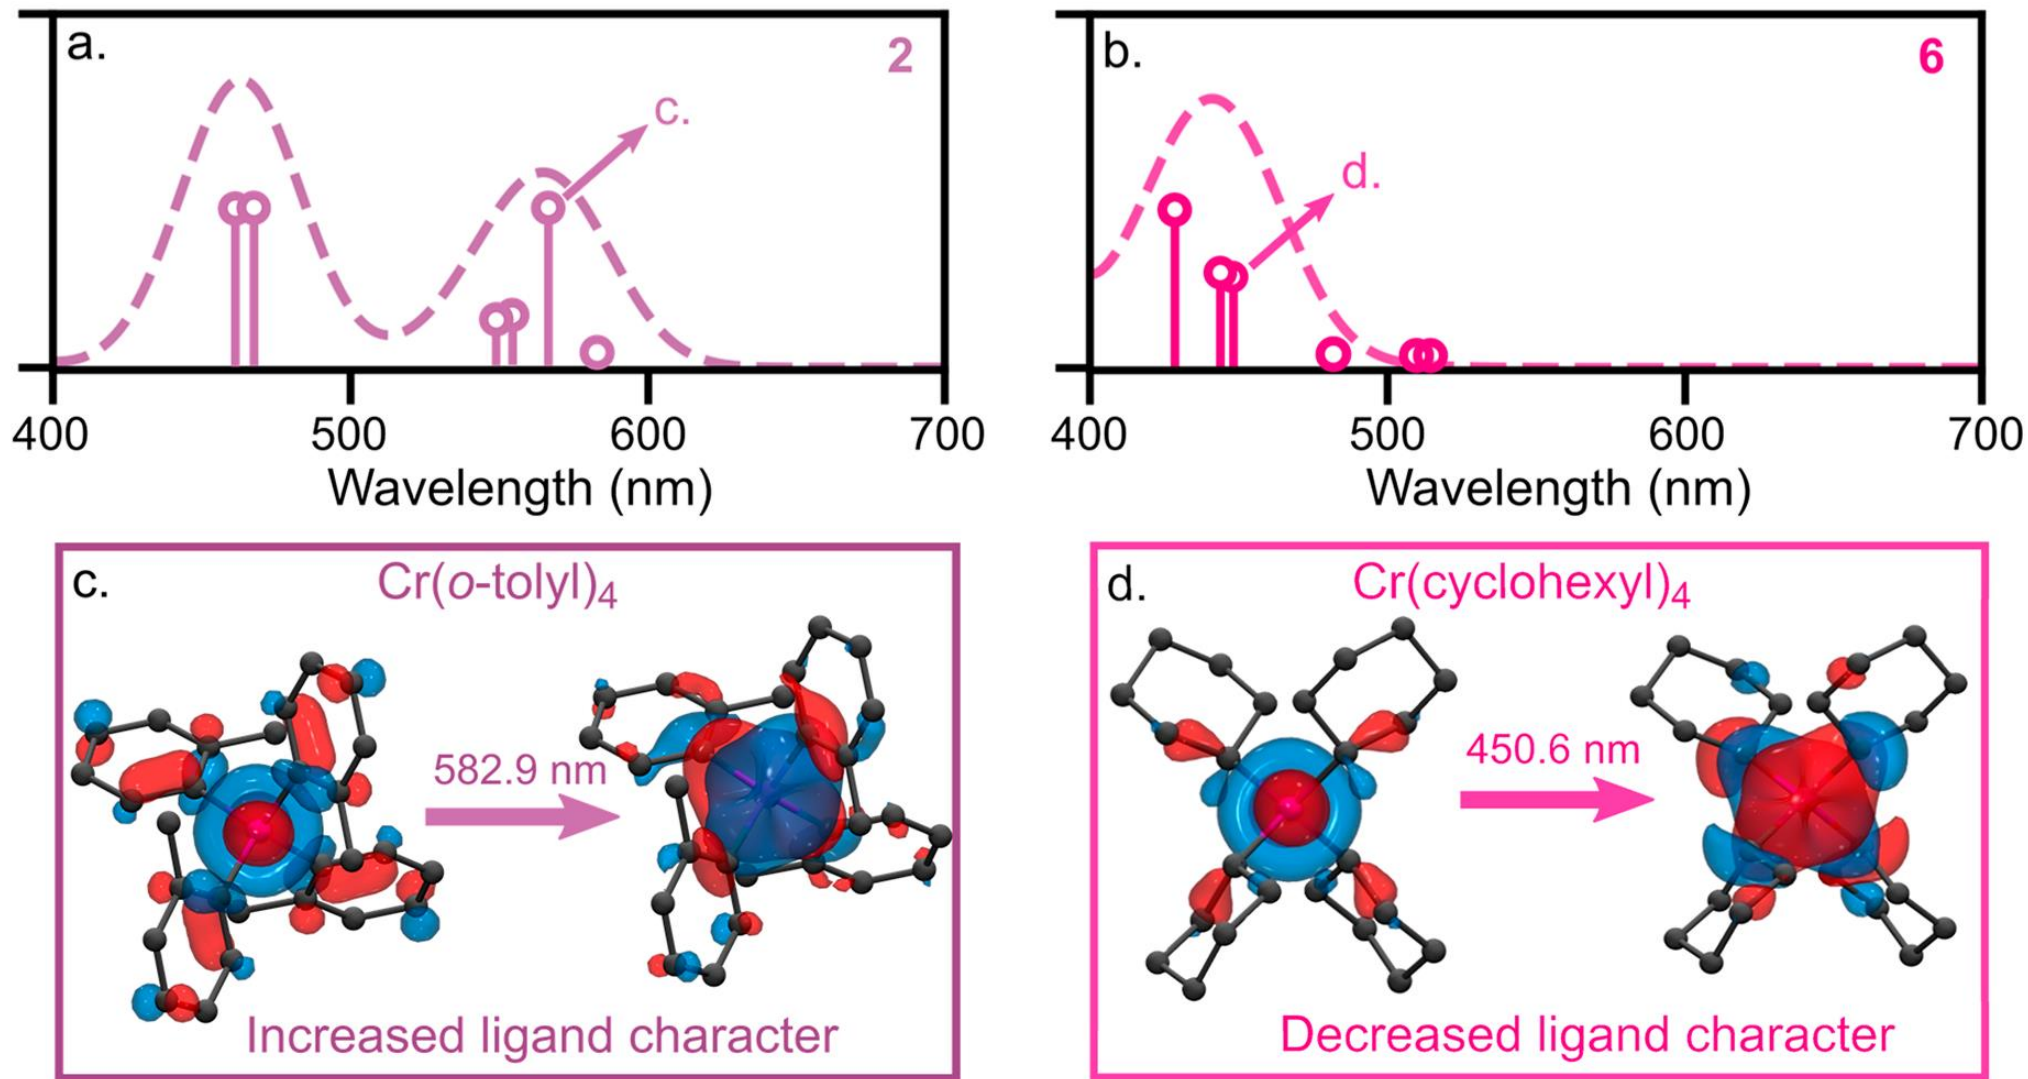 a.
2
c.
400 500 600 700
Wavelength (nm)
b.
6
d.
400 500 600 700
Wavelength (nm)
c.
Cr(o-tolyl)4
582.9 nm
Increased ligand character
d.
Cr(cyclohexyl)4
450.6 nm
Decreased ligand character